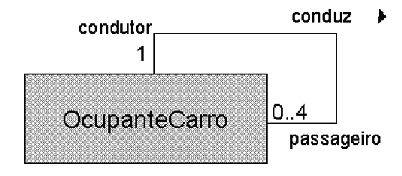 conduz
condutor
1
OcupanteCarro
0..4
passageiro